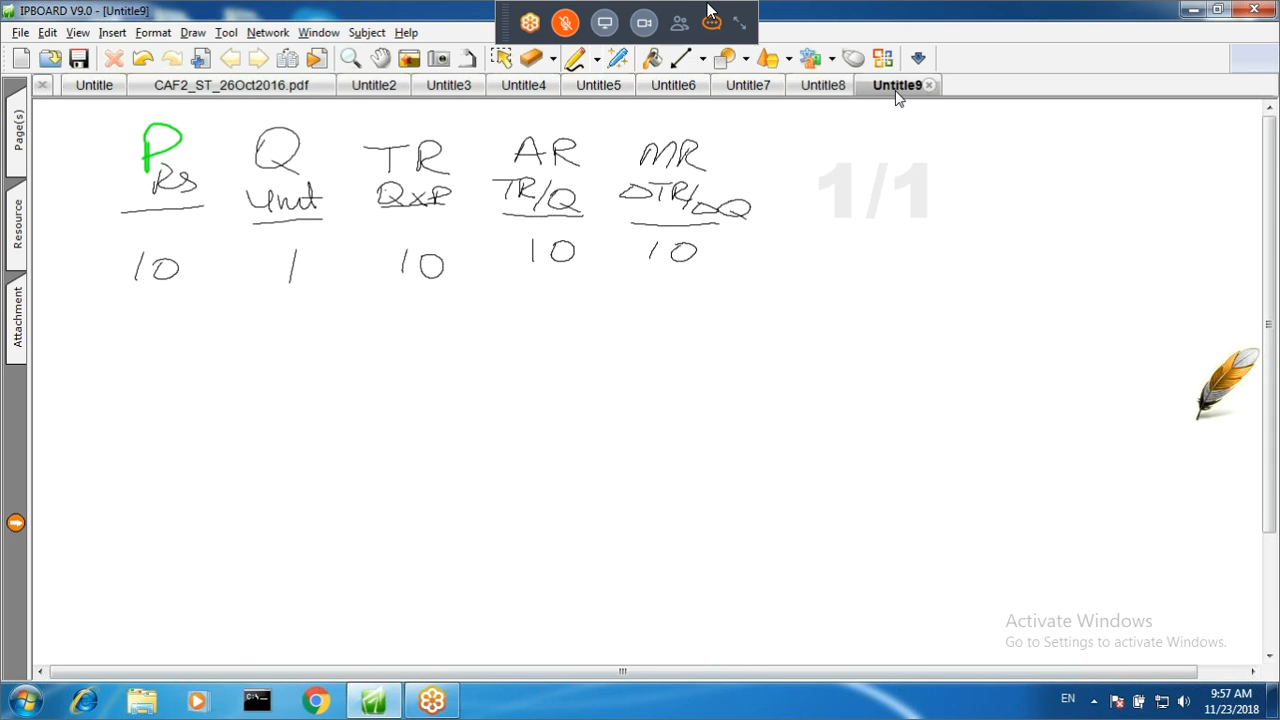 IPBOARD V9.0 - [Untitle9]
File Edit View Insert Format Draw Tool Network Window Subject Help
Untitle CAF2_ST_26Oct2016.pdf Untitle2 Untitle3 Untitle4 Untitle5 Untitle6 Untitle7 Untitle8 Untitle9
Page(s)
Resource
Attachment
P Q TR AR MR
Rs Unit QxP TR/Q △TR/△Q
10 1 10 10 10
1/1
Activate Windows
Go to Settings to activate Windows.
EN
9:57 AM
11/23/2018